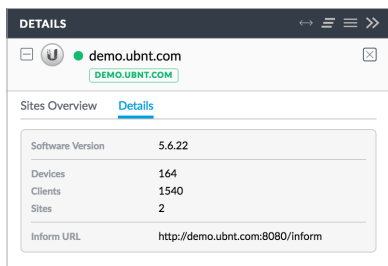 DETAILS
demo.ubnt.com
DEMO.UBNT.COM
Sites Overview Details
Software Version 5.6.22
Devices 164
Clients 1540
Sites 2
Inform URL http://demo.ubnt.com:8080/inform